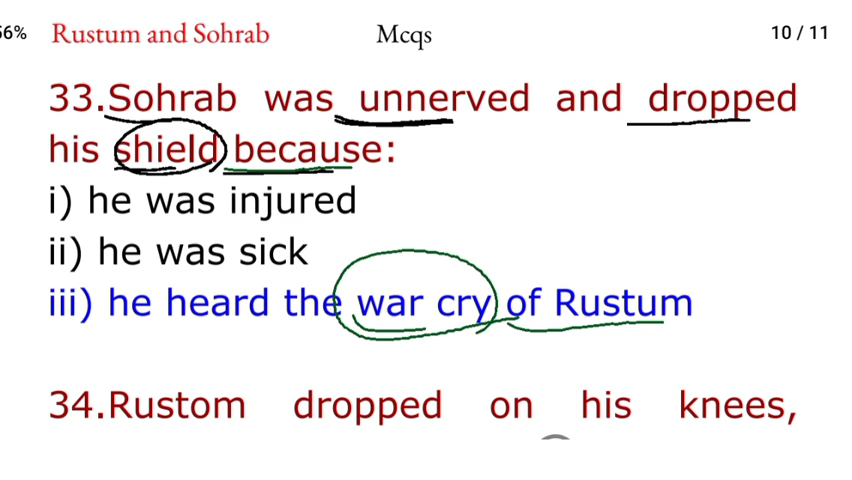 56% Rustum and Sohrab Mcqs 10 / 11
33.Sohrab was unnerved and dropped
his shield because:
i) he was injured
ii) he was sick
iii) he heard the war cry of Rustum
34.Rustom dropped on his knees,